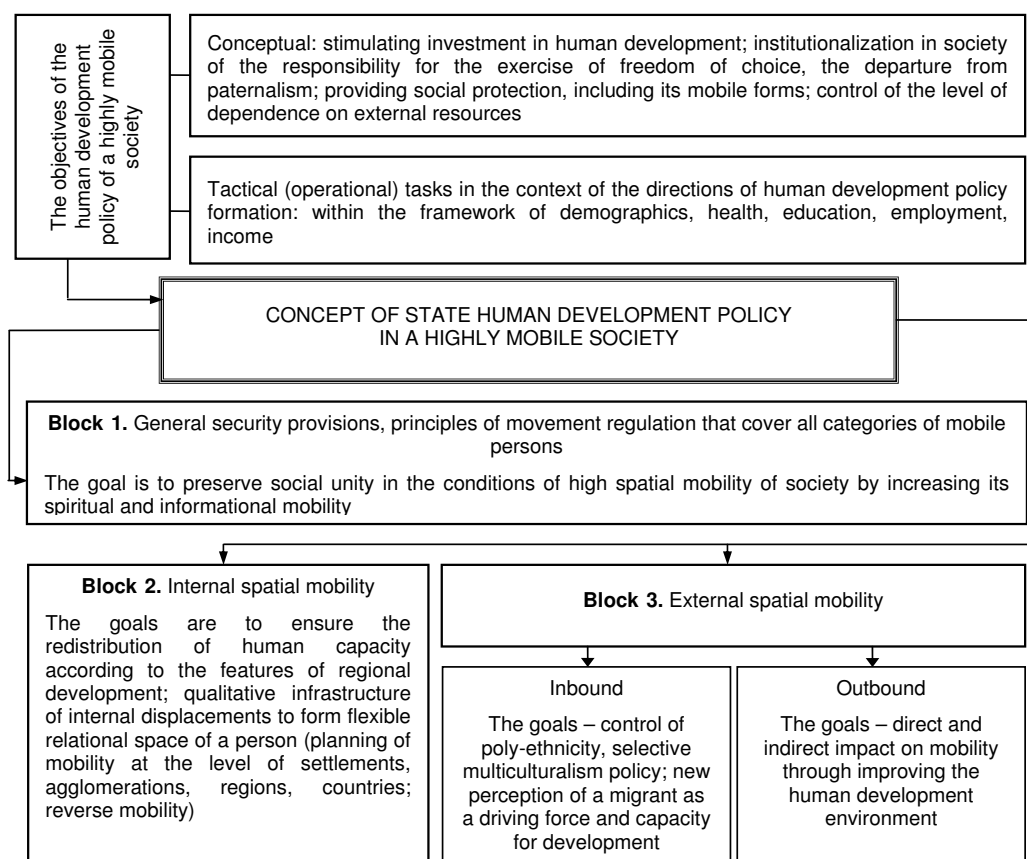 The objectives of the
human development
policy of a highly mobile
society
Conceptual: stimulating investment in human development; institutionalization in society
of the responsibility for the exercise of freedom of choice, the departure from
paternalism; providing social protection, including its mobile forms; control of the level of
dependence on external resources
Tactical (operational) tasks in the context of the directions of human development policy
formation: within the framework of demographics, health, education, employment,
income
CONCEPT OF STATE HUMAN DEVELOPMENT POLICY
IN A HIGHLY MOBILE SOCIETY
Block 1. General security provisions, principles of movement regulation that cover all categories of mobile
persons
The goal is to preserve social unity in the conditions of high spatial mobility of society by increasing its
spiritual and informational mobility
Block 2. Internal spatial mobility
The goals are to ensure the
redistribution of human capacity
according to the features of regional
development; qualitative infrastructure
of internal displacements to form flexible
relational space of a person (planning of
mobility at the level of settlements,
agglomerations, regions, countries;
reverse mobility)
Block 3. External spatial mobility
Inbound
The goals – control of
poly-ethnicity, selective
multiculturalism policy; new
perception of a migrant as
a driving force and capacity
for development
Outbound
The goals – direct and
indirect impact on mobility
through improving the
human development
environment